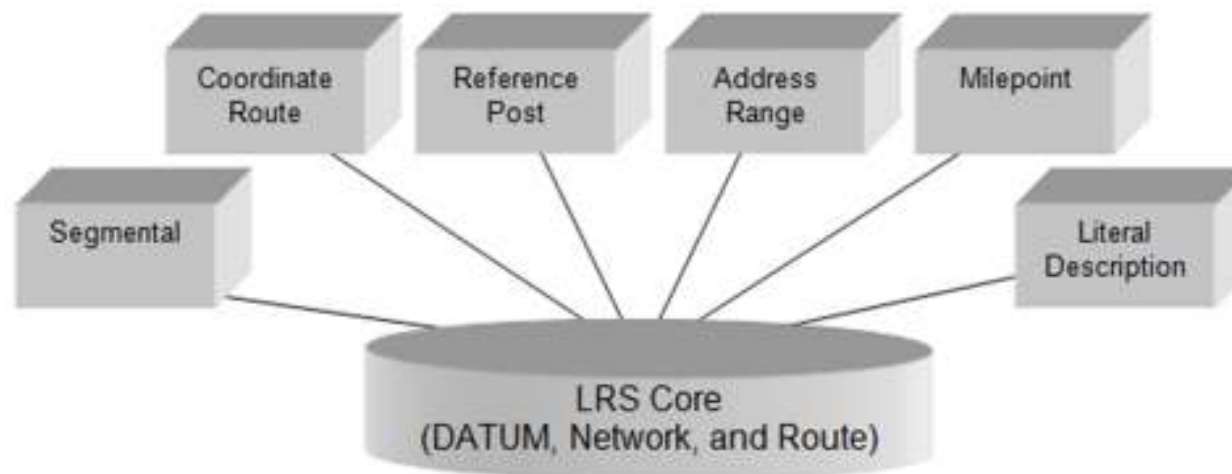 Coordinate
Route
Reference
Post
Address
Range
Milepoint
Segmental
Literal
Description
LRS Core
(DATUM, Network, and Route)